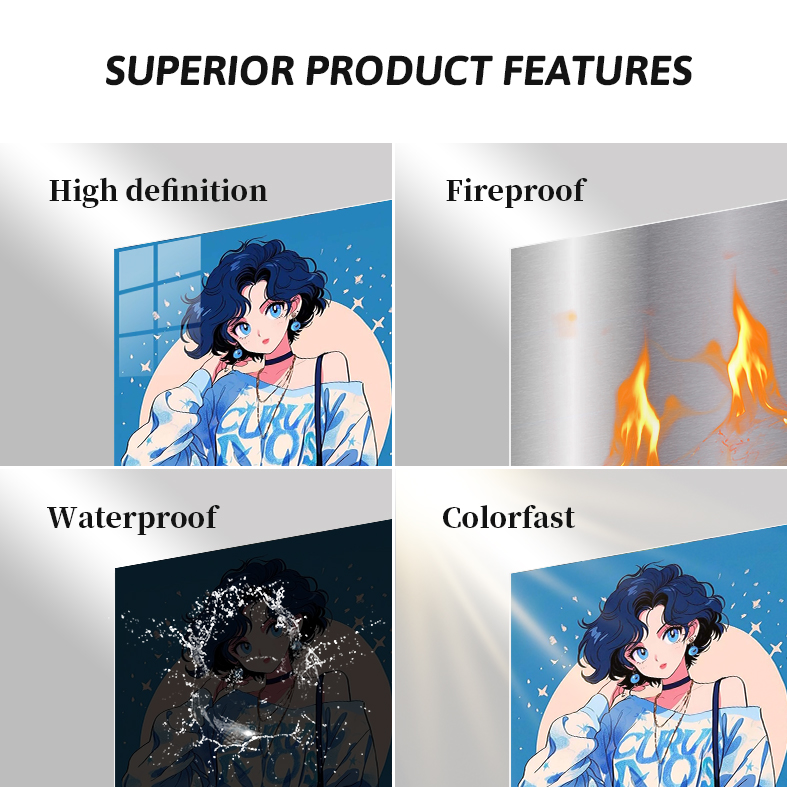 SUPERIOR PRODUCT FEATURES
High definition
Fireproof
Waterproof
Colorfast